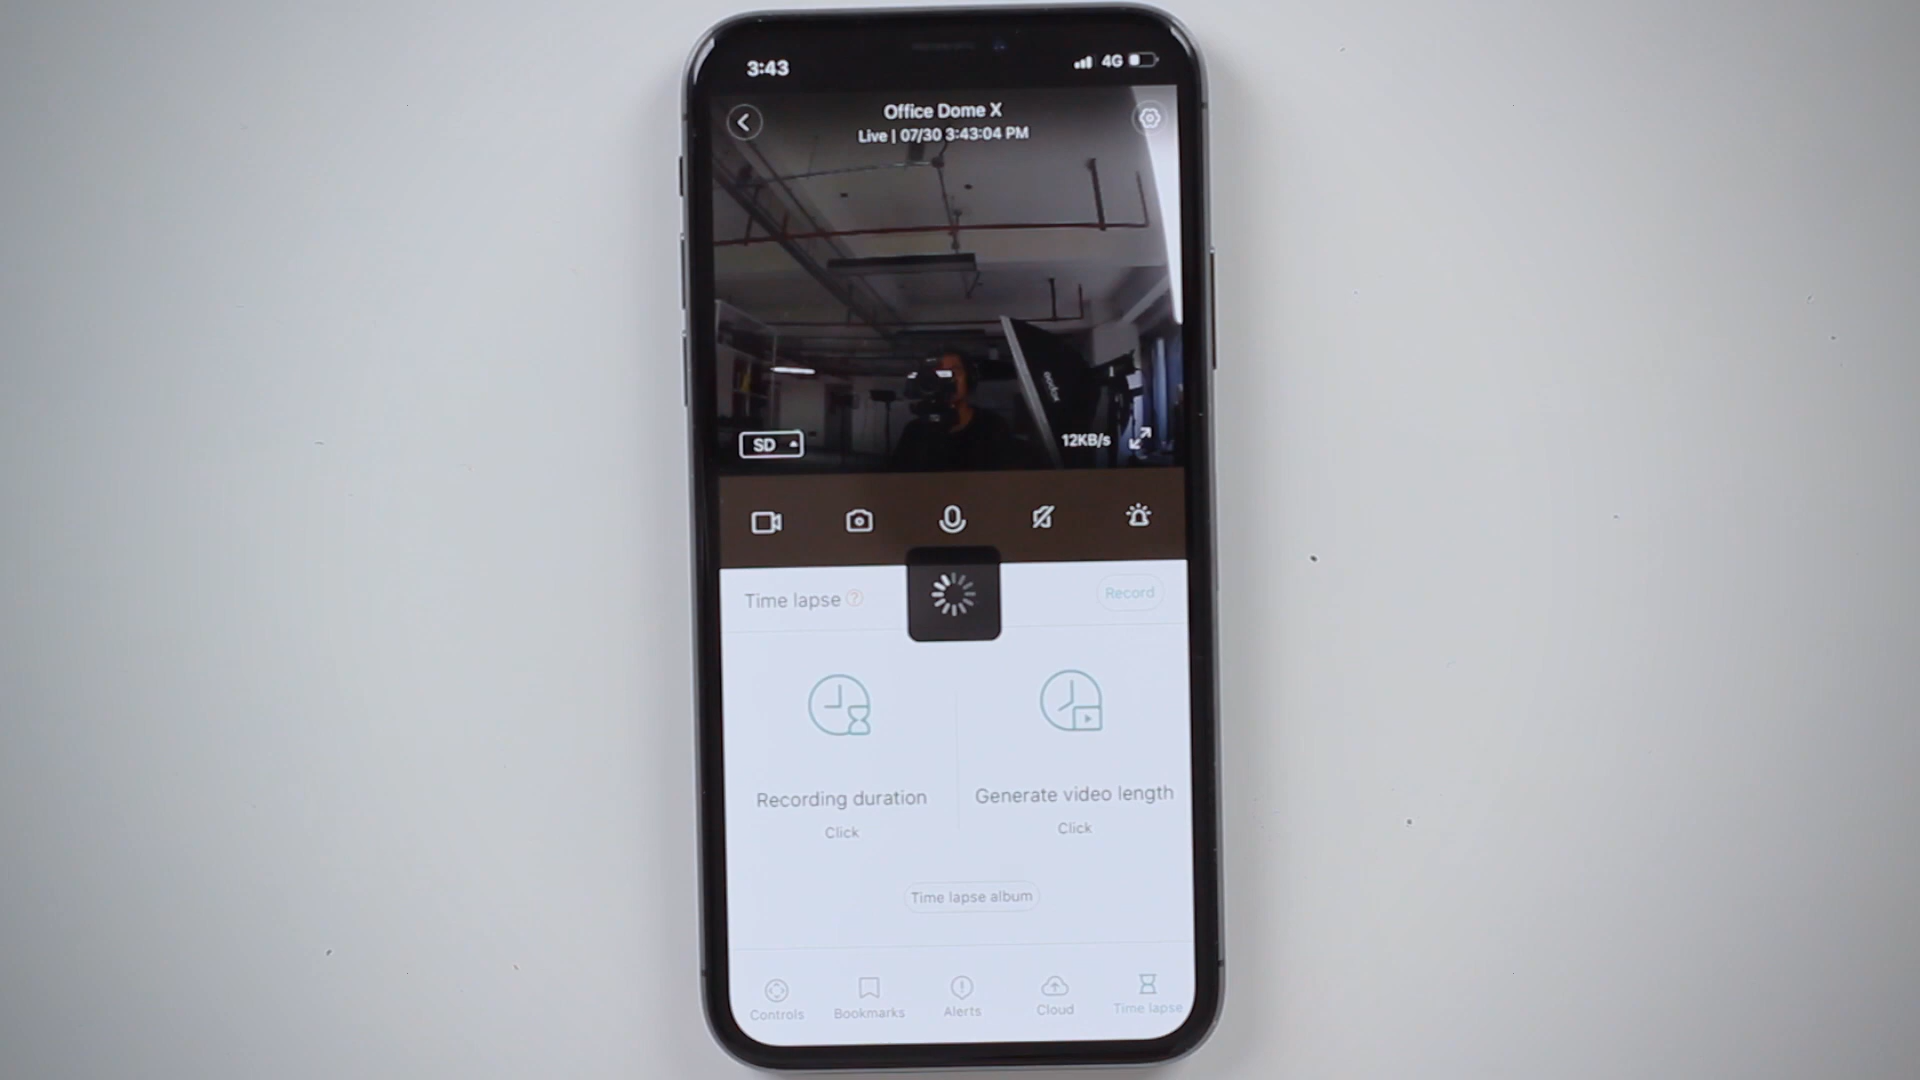 3:43
4G
Office Dome X
Live | 07/30 3:43:04 PM
Godox
SD
12KB/s
Time lapse ?
Record
Recording duration
Generate video length
Click
Click
Time lapse album
Controls
Bookmarks
Alerts
Cloud
Time lapse